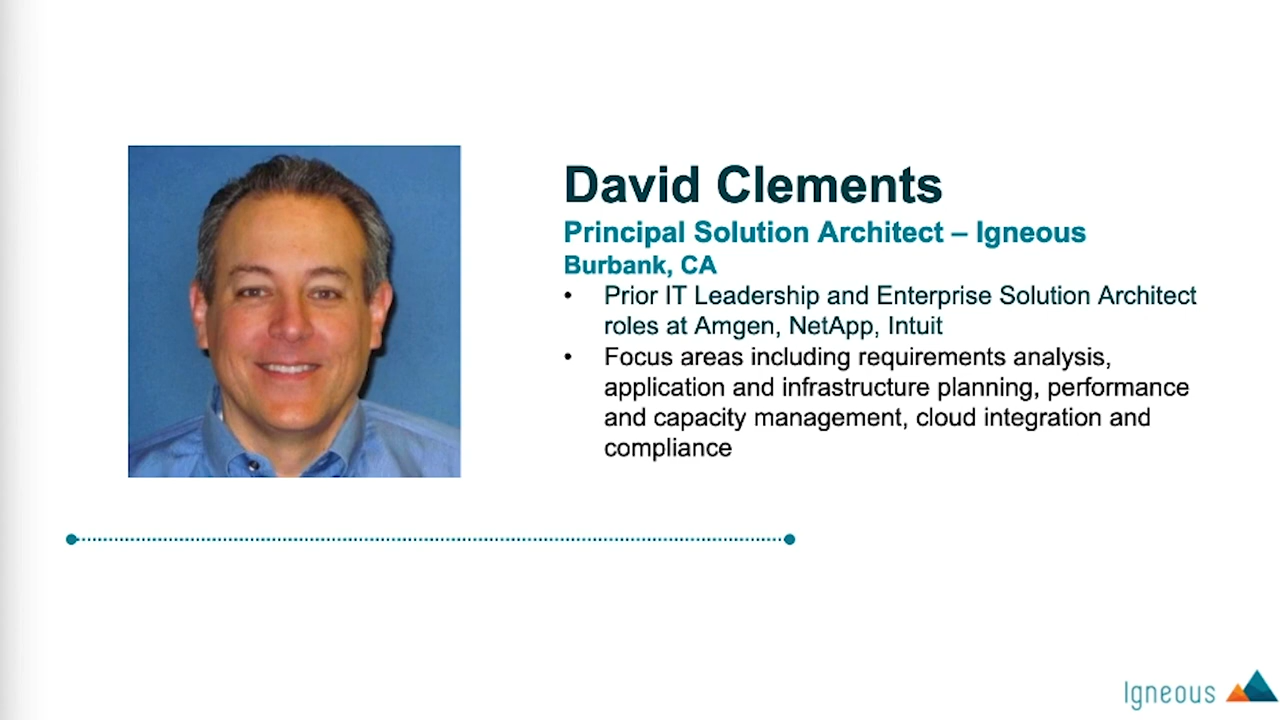 David Clements
Principal Solution Architect – Igneous
Burbank, CA
• Prior IT Leadership and Enterprise Solution Architect
roles at Amgen, NetApp, Intuit
• Focus areas including requirements analysis,
application and infrastructure planning, performance
and capacity management, cloud integration and
compliance
Igneous